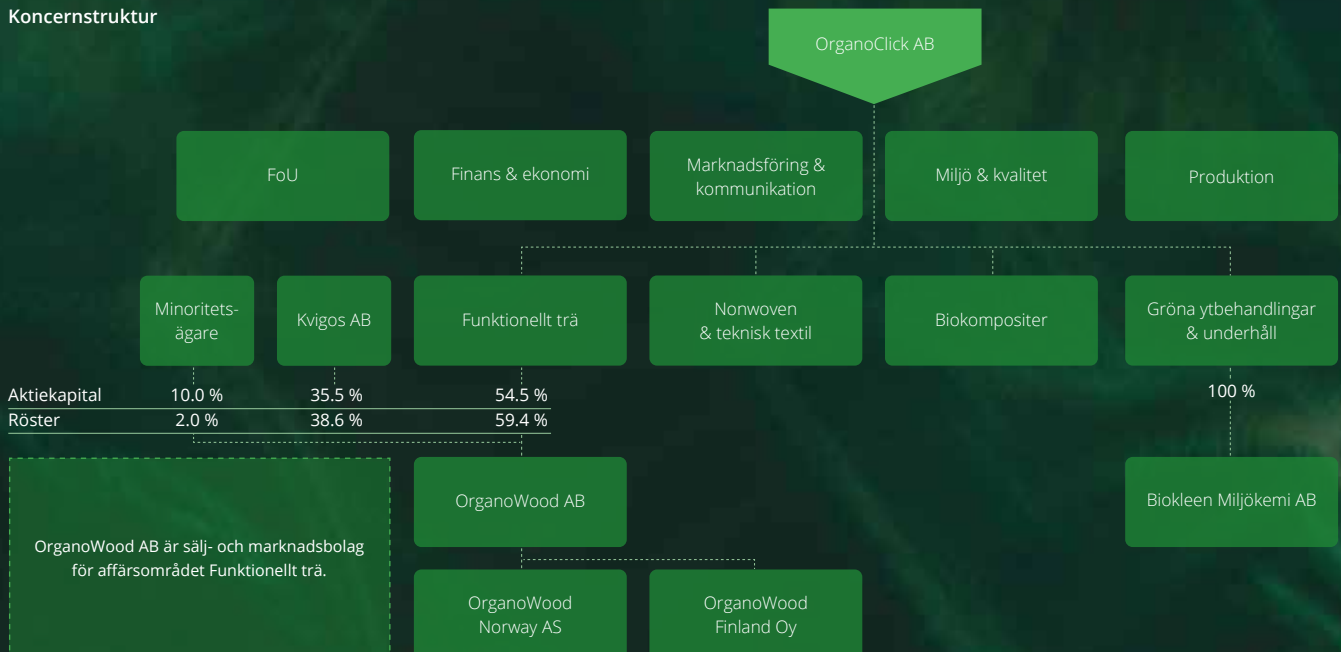 Koncernstruktur
OrganoClick AB
FoU
Finans & ekonomi
Marknadsföring &
kommunikation
Miljö & kvalitet
Produktion
Minoritets-
ägare
Kvigos AB
Funktionellt trä
Nonwoven
& teknisk textil
Biokompositer
Gröna ytbehandlingar
& underhåll
Aktiekapital 10.0 % 35.5 % 54.5 %
Röster 2.0 % 38.6 % 59.4 %
100 %
OrganoWood AB är sälj- och marknadsbolag
för affärsområdet Funktionellt trä.
OrganoWood AB
Biokleen Miljökemi AB
OrganoWood
Norway AS
OrganoWood
Finland Oy